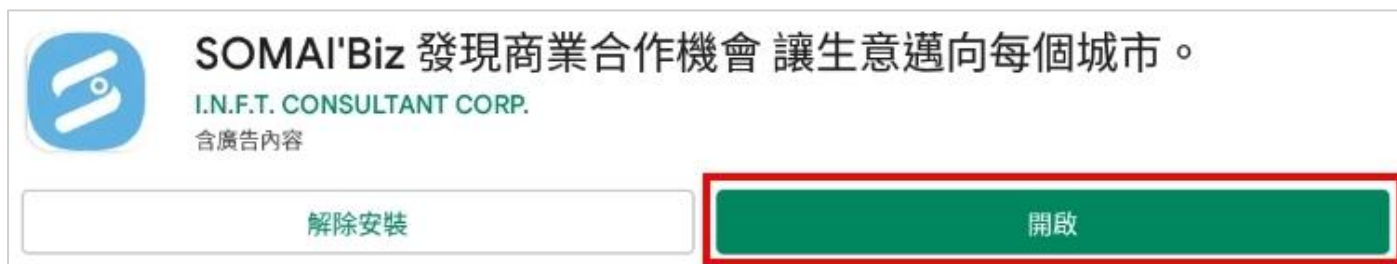 SOMAI'Biz 發現商業合作機會 讓生意邁向每個城市。
I.N.F.T. CONSULTANT CORP.
含廣告內容
解除安裝
開啟